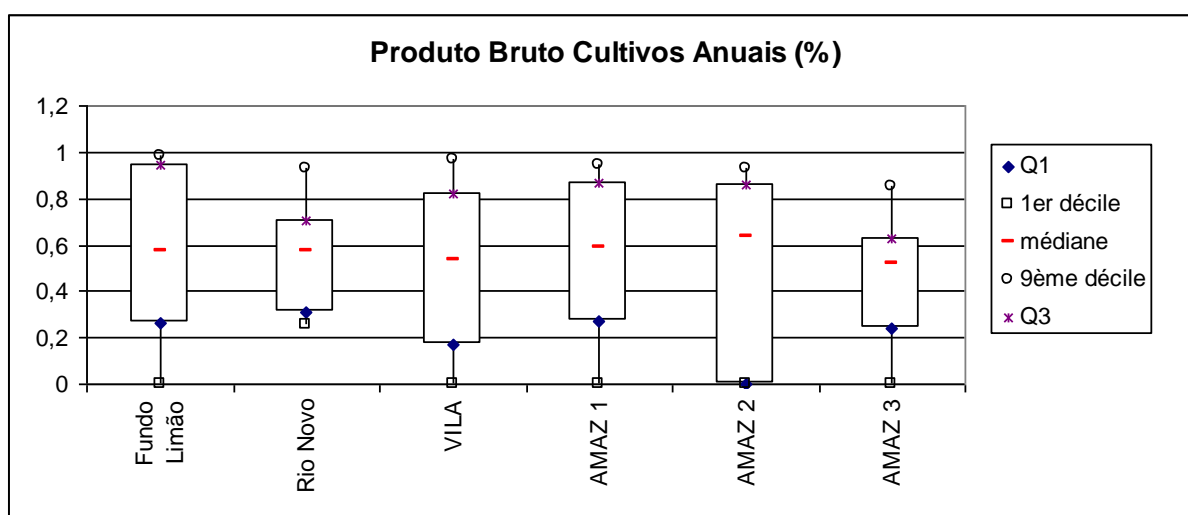 Produto Bruto Cultivos Anuais (%)
1,2
1
0,8
0,6
0,4
0,2
0
Fundo
Limão
Rio Novo
VILA
AMAZ 1
AMAZ 2
AMAZ 3
Q1
1er décile
médiane
9ème décile
Q3